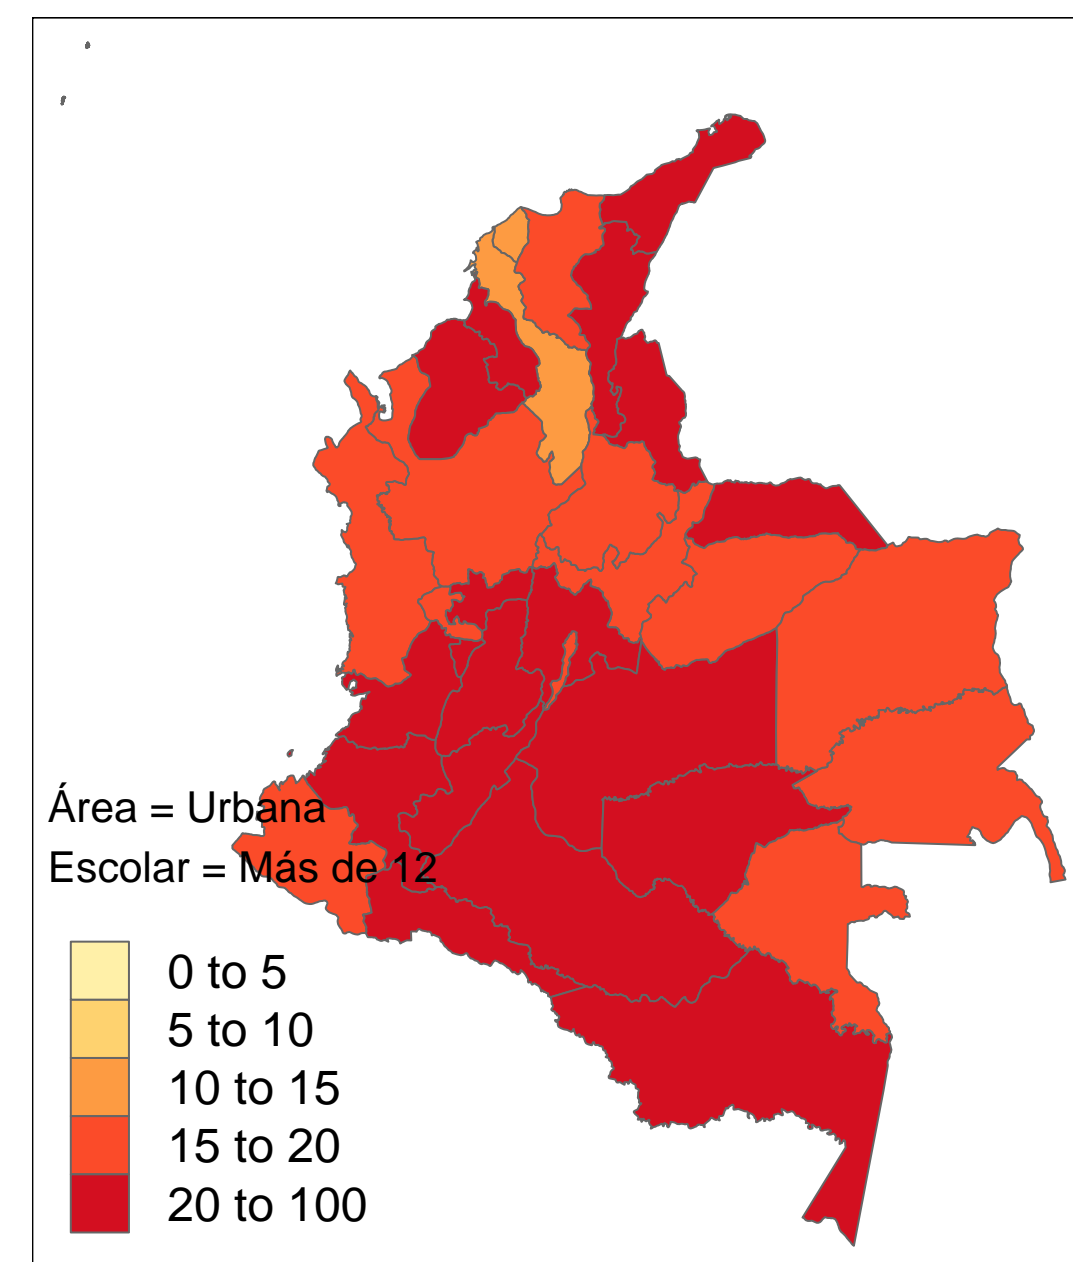 Área = Urbana
Escolar = Más de 12
0 to 5
5 to 10
10 to 15
15 to 20
20 to 100